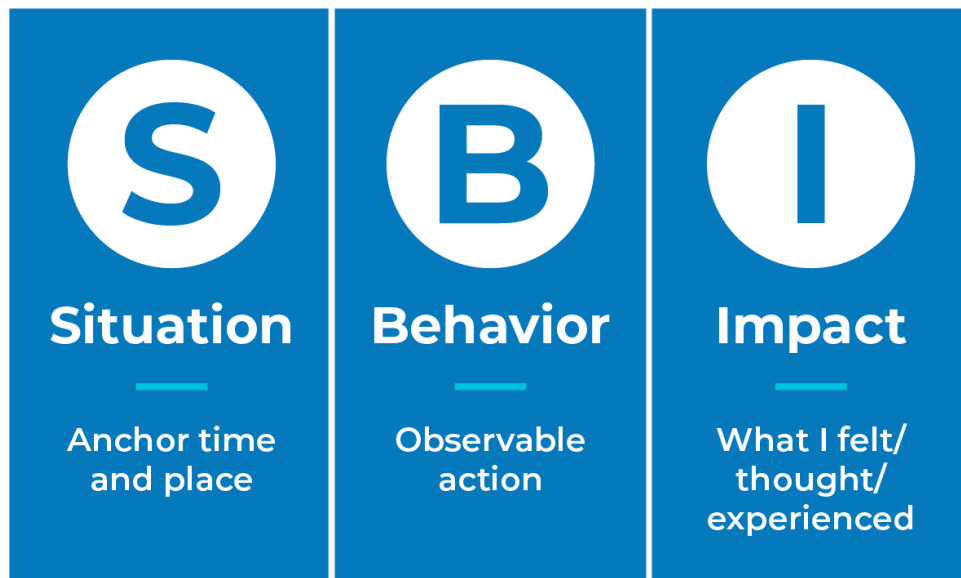 S
Situation
Anchor time
and place
B
Behavior
Observable
action
I
Impact
What I felt/
thought/
experienced